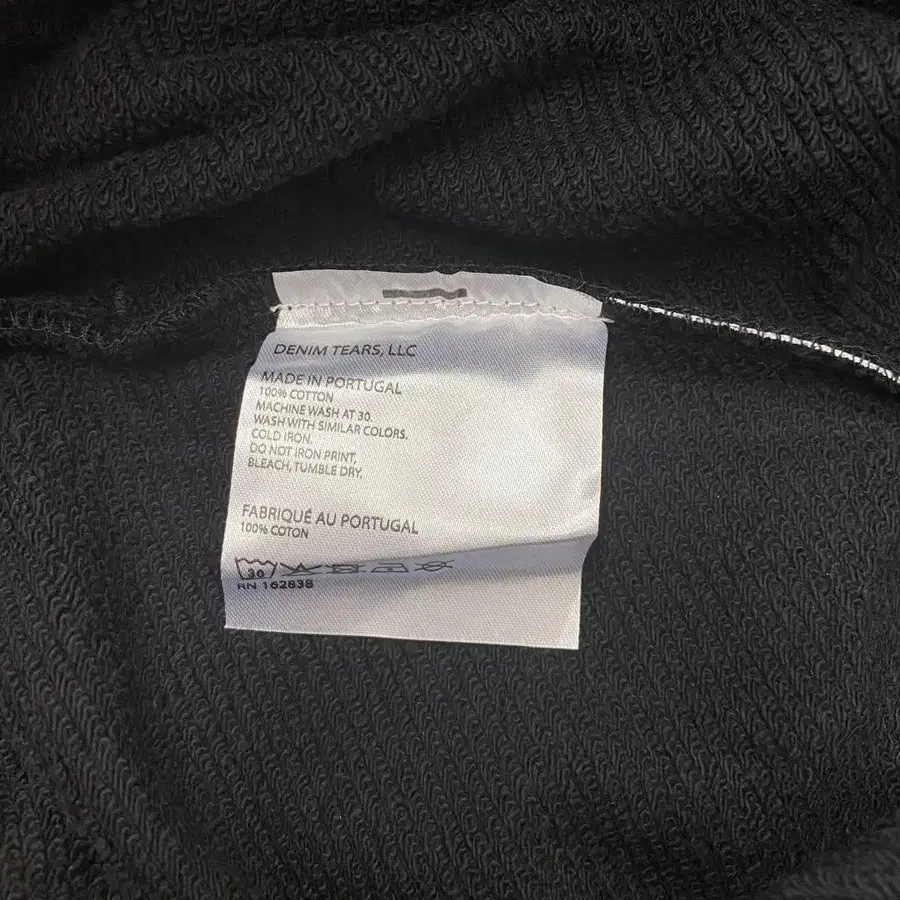 DENIM TEARS, LLC
MADE IN PORTUGAL
100% COTTON
MACHINE WASH AT 30.
WASH WITH SIMILAR COLORS.
COLD IRON.
DO NOT IRON PRINT,
BLEACH, TUMBLE DRY.
FABRIQUÉ AU PORTUGAL
100% COTON
30
RN 162838